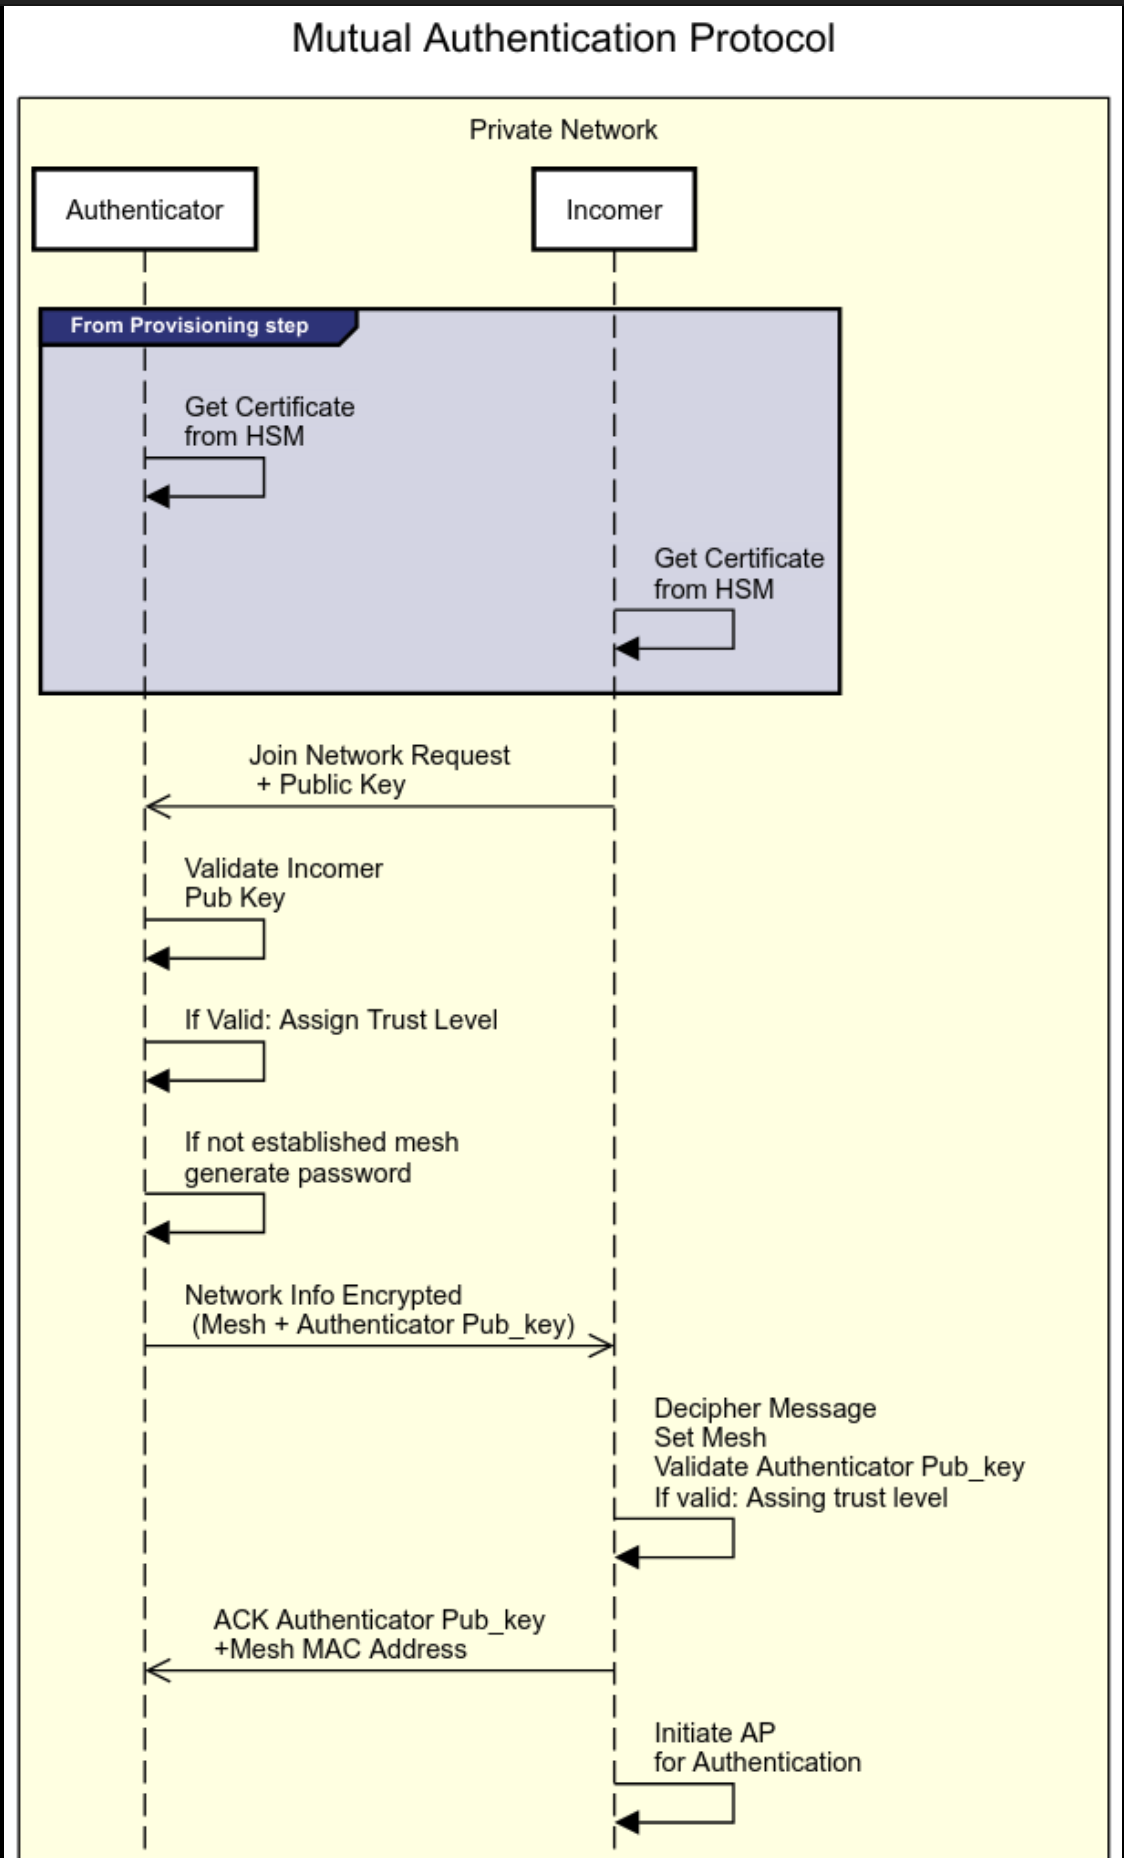 Mutual Authentication Protocol
Private Network
Authenticator
Incomer
From Provisioning step
Get Certificate
from HSM
Get Certificate
from HSM
Join Network Request
+ Public Key
Validate Incomer
Pub Key
If Valid: Assign Trust Level
If not established mesh
generate password
Network Info Encrypted
(Mesh + Authenticator Pub_key)
Decipher Message
Set Mesh
Validate Authenticator Pub_key
If valid: Assing trust level
ACK Authenticator Pub_key
+Mesh MAC Address
Initiate AP
for Authentication